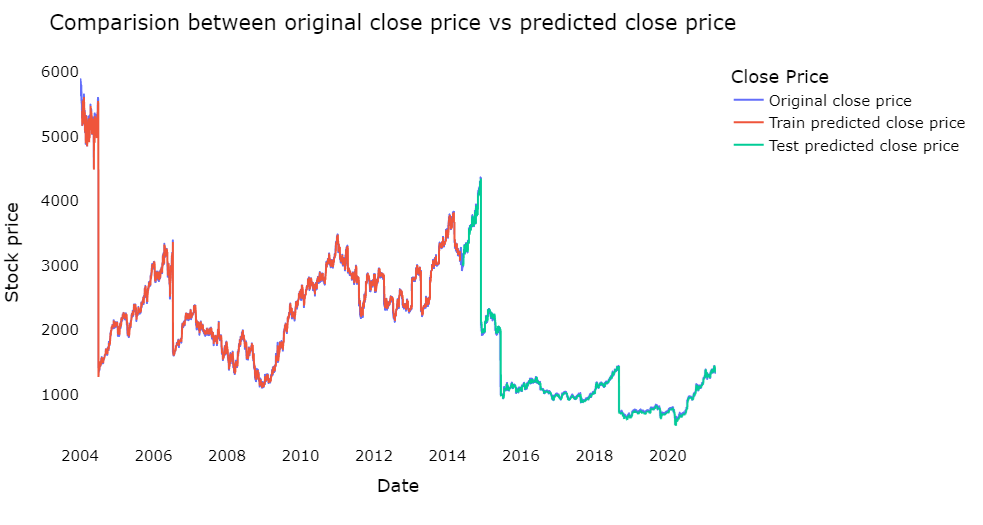 Comparision between original close price vs predicted close price
Close Price
Original close price
Train predicted close price
Test predicted close price
Stock price
6000
5000
4000
3000
2000
1000
2004 2006 2008 2010 2012 2014 2016 2018 2020
Date